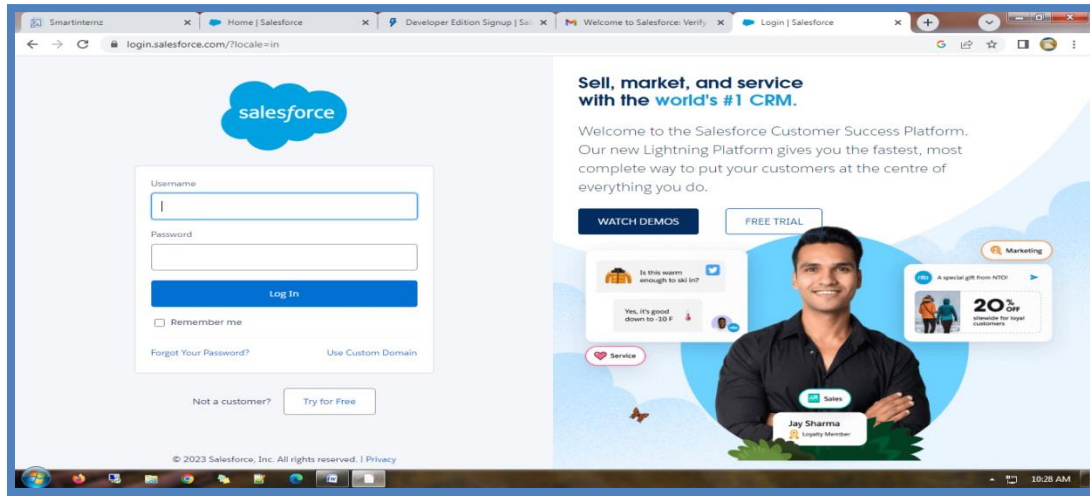 Smartinternz
Home | Salesforce
Developer Edition Signup | Sal
Welcome to Salesforce: Verify
Login | Salesforce
login.salesforce.com/?locale=in
salesforce
Username
Password
Log In
Remember me
Forgot Your Password?
Use Custom Domain
Not a customer?
Try for Free
© 2023 Salesforce, Inc. All rights reserved. | Privacy
Sell, market, and service
with the world's #1 CRM.
Welcome to the Salesforce Customer Success Platform.
Our new Lightning Platform gives you the fastest, most
complete way to put your customers at the centre of
everything you do.
WATCH DEMOS
FREE TRIAL
Marketing
Is this warm
enough to ski in?
Yes, it's good
down to -10 F
nto
nto
A special gift from NTO!
20% OFF
sitewide for loyal
customers
Service
Sales
Jay Sharma
Loyalty Member
10:28 AM